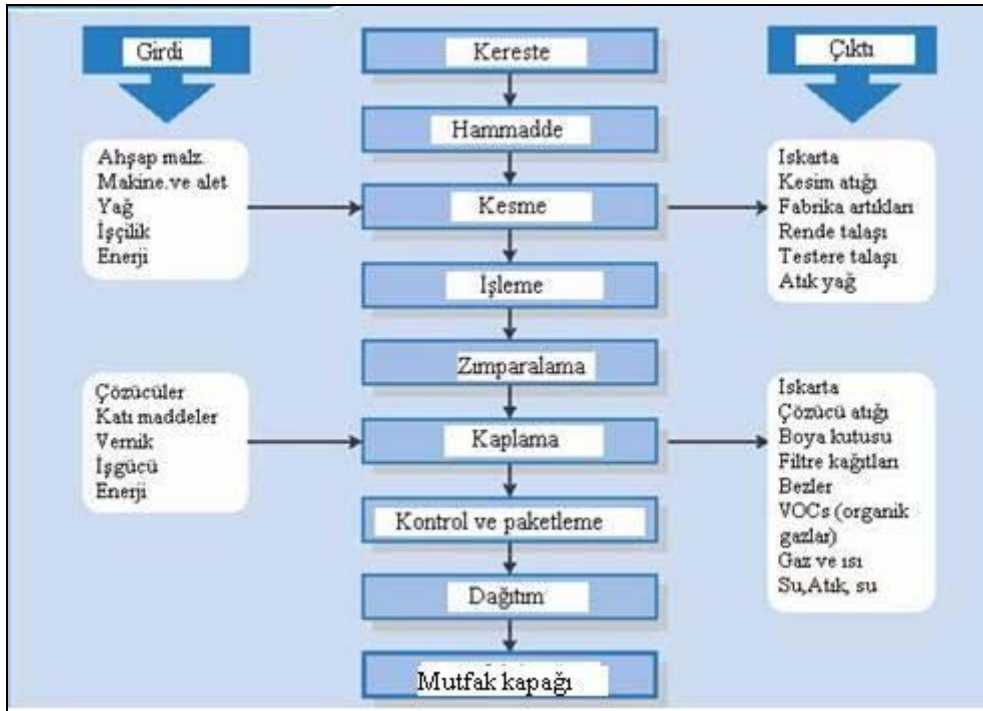 Girdi
Ahşap malz.
Makine.ve alet
Yağ
İşçilik
Enerji
Çözücüler
Katı maddeler
Vernik
İşgücü
Enerji
Kereste
Hammadde
Kesme
İşleme
Zımparalama
Kaplama
Kontrol ve paketleme
Dağıtım
Mutfak kapağı
Çıktı
Iskarta
Kesim atığı
Fabrika artıkları
Rende talaşı
Testere talaşı
Atık yağ
Iskarta
Çözücü atığı
Boya kutusu
Filtre kağıtları
Bezler
VOCs (organik
gazlar)
Gaz ve ısı
Su,Atık, su